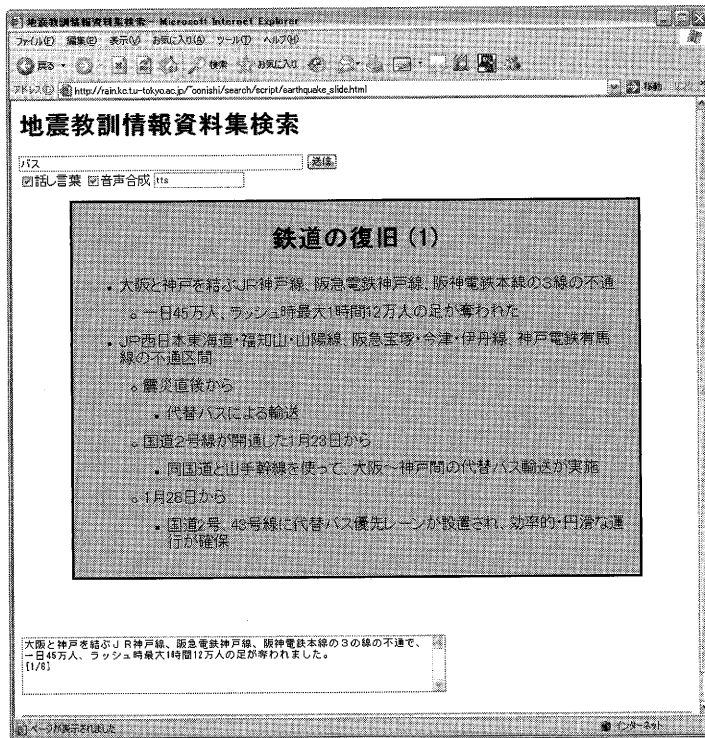 地震教訓情報資料集検索 - Microsoft Internet Explorer
ファイル(F) 編集(E) 表示(V) お気に入り(A) ツール(T) ヘルプ(H)
戻る 検索 お気に入り
アドレス(D) http://rain.kc.t.u-tokyo.ac.jp/~oonishi/search/script/earthquake_slide.html 移動
地震教訓情報資料集検索
バス 送信
話し言葉 音声合成 tts
鉄道の復旧 (1)
大阪と神戸を結ぶJR神戸線、阪急電鉄神戸線、阪神電鉄本線の3線の不通
一日45万人、ラッシュ時最大1時間12万人の足が奪われた
JR西日本東海道・福知山・山陽線、阪急宝塚・今津・伊丹線、神戸電鉄有馬
線の不通区間
震災直後から
代替バスによる輸送
国道2号線が開通した1月23日から
同国道と山手幹線を使って、大阪～神戸間の代替バス輸送が実施
1月28日から
国道2号、43号線に代替バス優先レーンが設置され、効率的・円滑な運
行が確保
大阪と神戸を結ぶＪＲ神戸線、阪急電鉄神戸線、阪神電鉄本線の３の線の不通で、
一日45万人、ラッシュ時最大1時間12万人の足が奪われました。
[1/6]
ページが表示されました インターネット